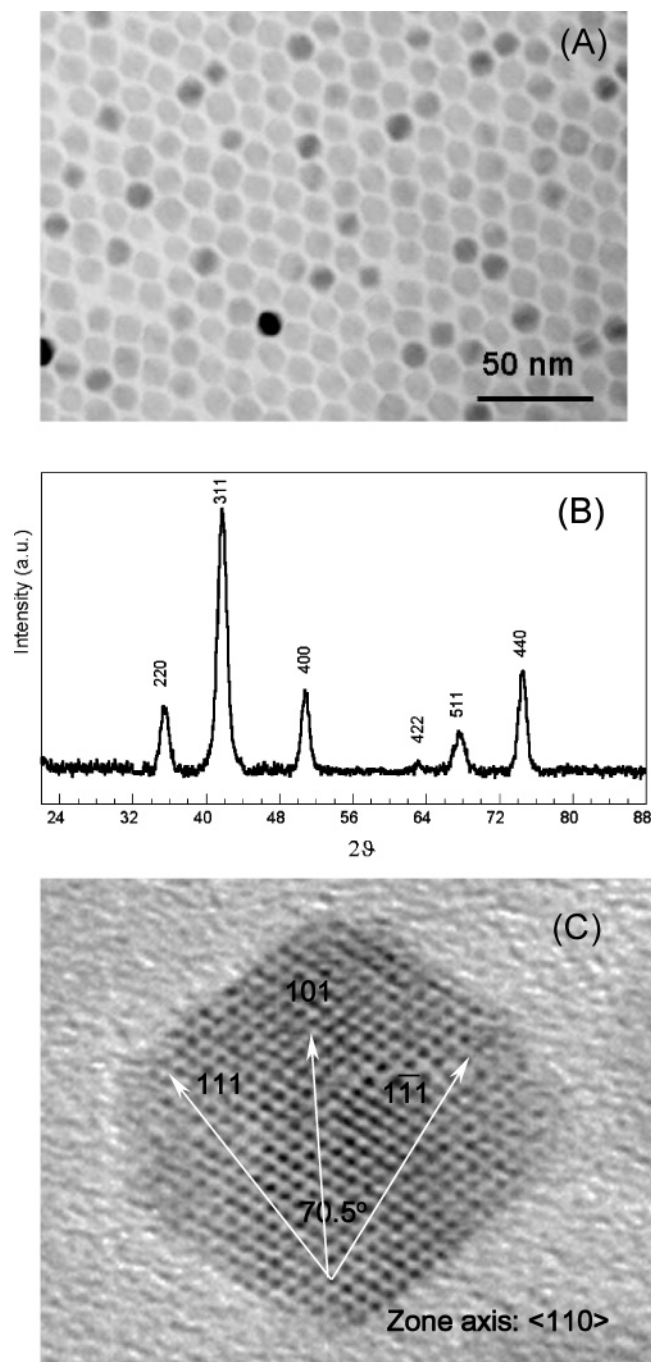 (A)
50 nm
(B)
Intensity (a.u.)
220
311
400
422
511
440
24 32 40 48 56 64 72 80 88
2ϑ
(C)
101
111
11̅1̅
70.5º
Zone axis: <110>